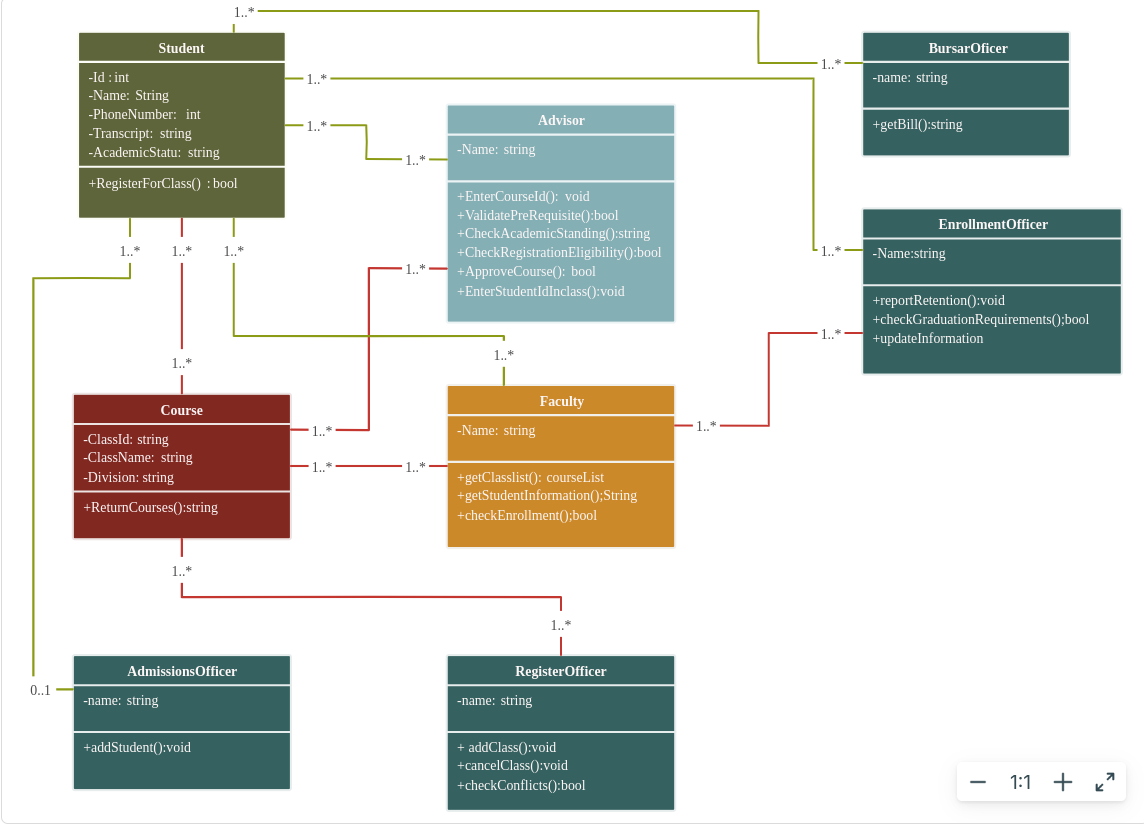 1..*
Student
-Id : int
-Name: String
-PhoneNumber: int
-Transcript: string
-AcademicStatu: string
+RegisterForClass() : bool
1..*
1..*
1..*
1..*
BursarOficer
-name: string
+getBill():string
Advisor
-Name: string
+EnterCourseId(): void
+ValidatePreRequisite():bool
+CheckAcademicStanding():string
+CheckRegistrationEligibility():bool
+ApproveCourse(): bool
+EnterStudentIdInclass():void
1..*
EnrollmentOfficer
-Name:string
+reportRetention():void
+checkGraduationRequirements();bool
+updateInformation
1..*
1..*
1..*
1..*
1..*
1..*
1..*
1..*
Course
-ClassId: string
-ClassName: string
-Division: string
+ReturnCourses():string
1..*
1..*
1..*
Faculty
-Name: string
+getClasslist(): courseList
+getStudentInformation();String
+checkEnrollment();bool
1..*
1..*
1..*
0..1
AdmissionsOfficer
-name: string
+addStudent():void
RegisterOfficer
-name: string
+ addClass():void
+cancelClass():void
+checkConflicts():bool
1:1